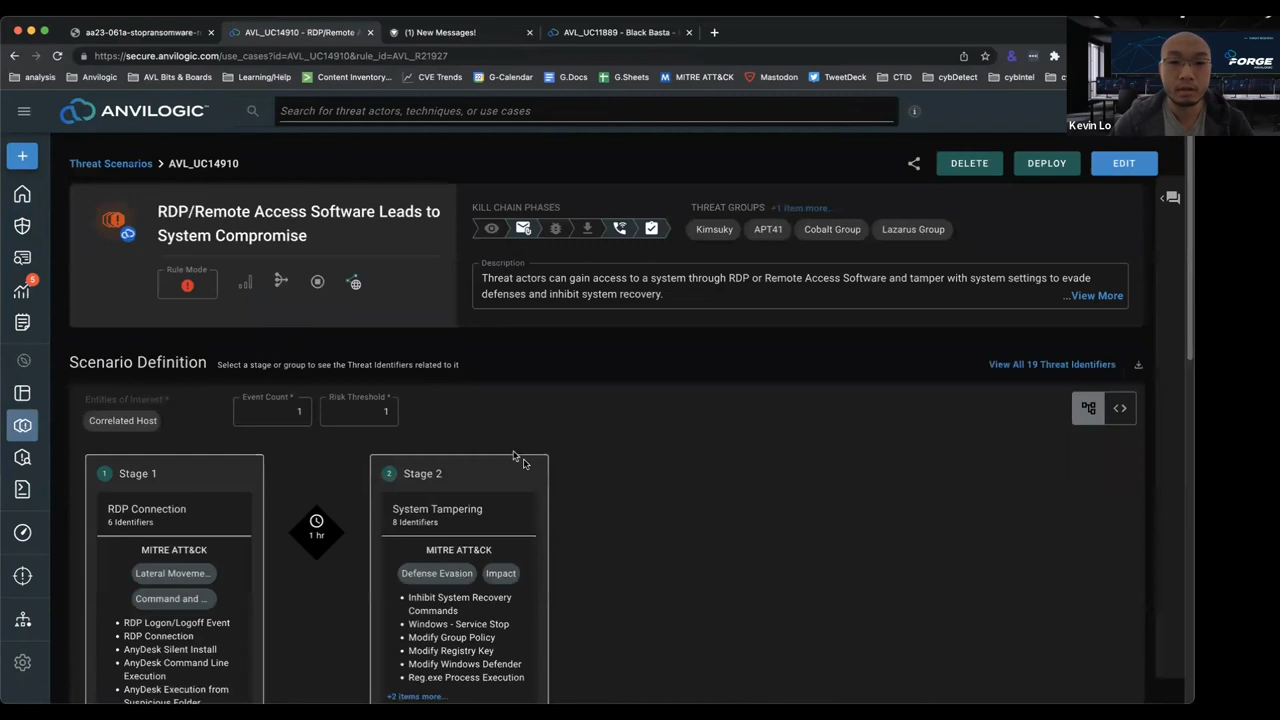 aa23-061a-stopransomware-r
AVL_UC14910 - RDP/Remote A
(1) New Messages!
AVL_UC11889 - Black Basta -
https://secure.anvilogic.com/use_cases?id=AVL_UC14910&rule_id=AVL_R21927
analysis
Anvilogic
AVL Bits & Boards
Learning/Help
Content Inventory...
CVE Trends
G-Calendar
G.Docs
G.Sheets
MITRE ATT&CK
Mastodon
TweetDeck
CTID
cybDetect
cybIntel
FORGE
Kevin Lo
ANVILOGIC
Search for threat actors, techniques, or use cases
Threat Scenarios > AVL_UC14910
DELETE
DEPLOY
EDIT
5
RDP/Remote Access Software Leads to
System Compromise
Rule Mode
KILL CHAIN PHASES
THREAT GROUPS
+1 item more..
Kimsuky
APT41
Cobalt Group
Lazarus Group
Description
Threat actors can gain access to a system through RDP or Remote Access Software and tamper with system settings to evade
defenses and inhibit system recovery.
...View More
Scenario Definition
Select a stage or group to see the Threat Identifiers related to it
View All 19 Threat Identifiers
Entities of Interest *
Correlated Host
Event Count *
1
Risk Threshold *
1
1
Stage 1
RDP Connection
6 Identifiers
MITRE ATT&CK
Lateral Moveme...
Command and ...
• RDP Logon/Logoff Event
• RDP Connection
• AnyDesk Silent Install
• AnyDesk Command Line
Execution
• AnyDesk Execution from
Suspicious Folder
1 hr
2
Stage 2
System Tampering
8 Identifiers
MITRE ATT&CK
Defense Evasion
Impact
• Inhibit System Recovery
Commands
• Windows - Service Stop
• Modify Group Policy
• Modify Registry Key
• Modify Windows Defender
• Reg.exe Process Execution
+2 items more...